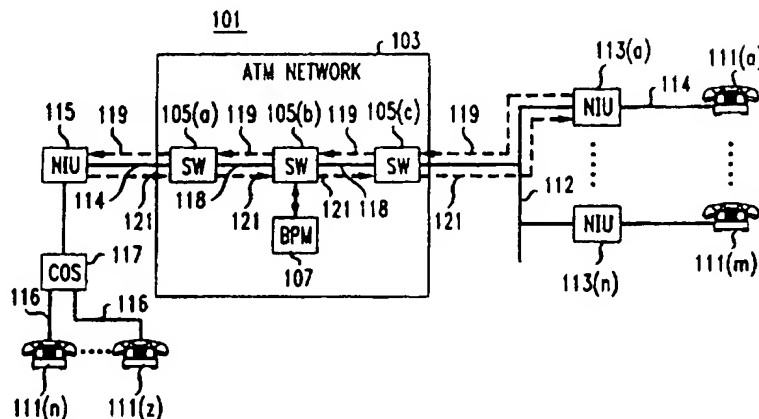 101
103
ATM NETWORK
113(a)
111(a)
115
119
105(a)
119
105(b)
119
105(c)
119
NIU
114
NIU
SW
SW
SW
114
121
118
121
121
118
121
112
BPM
107
NIU
117
COS
116
116
113(n)
111(m)
111(n)
111(z)